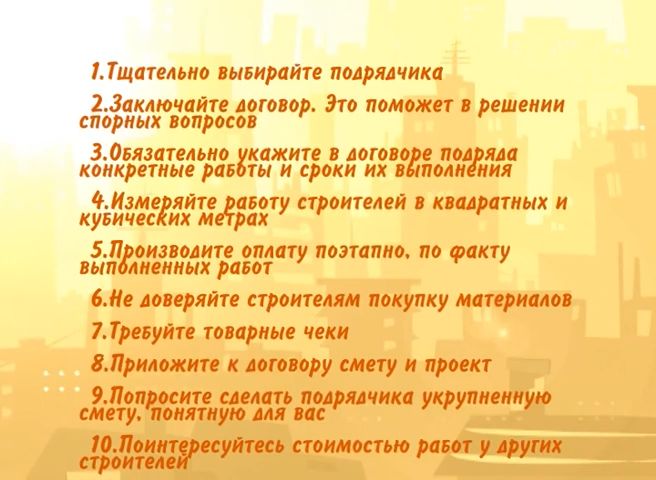 1.Тщательно выбирайте подрядчика
2.Заключайте договор. Это поможет в решении
спорных вопросов
3.Обязательно укажите в договоре подряда
конкретные работы и сроки их выполнения
4.Измеряйте работу строителей в квадратных и
кубических метрах
5.Производите оплату поэтапно, по факту
выполненных работ
6.Не доверяйте строителям покупку материалов
7.Требуйте товарные чеки
8.Приложите к договору смету и проект
9.Попросите сделать подрядчика укрупненную
смету, понятную для вас
10.Поинтересуйтесь стоимостью работ у других
строителей